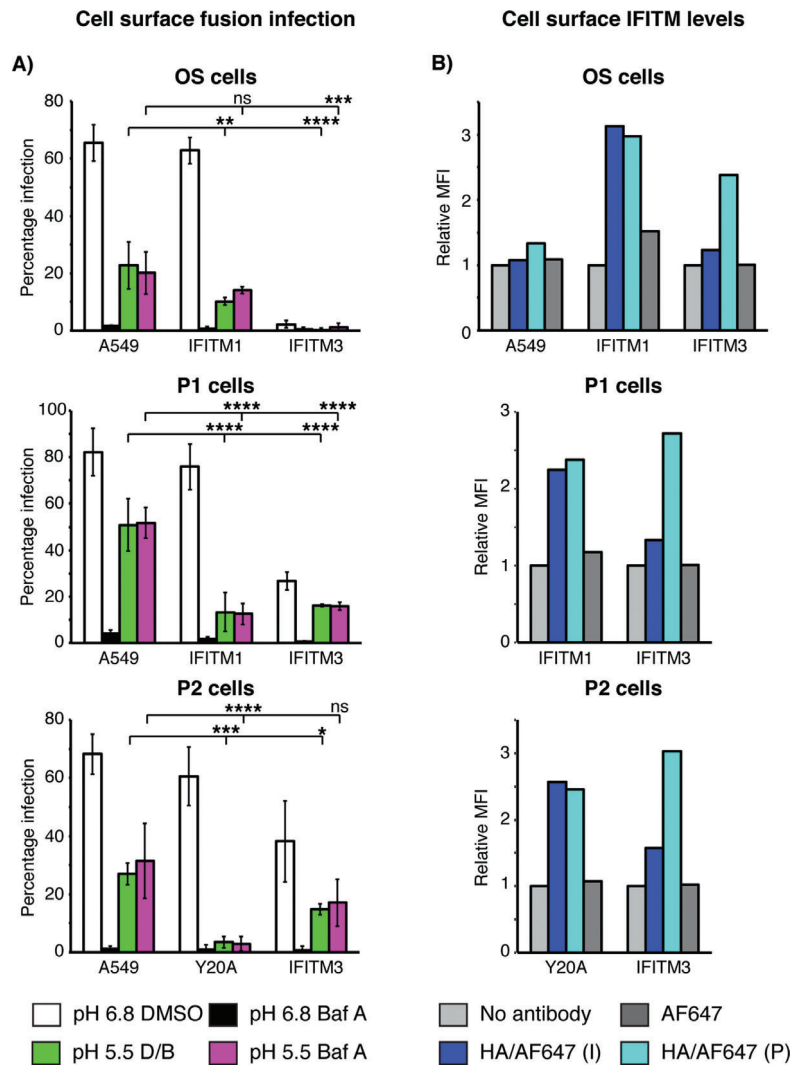 Cell surface fusion infection
Cell surface IFITM levels
A)
OS cells
80
60
40
20
0
Percentage infection
ns
***
**
****
A549
IFITM1
IFITM3
B)
OS cells
3
2
1
0
Relative MFI
A549
IFITM1
IFITM3
P1 cells
100
80
60
40
20
0
Percentage infection
****
****
****
****
A549
IFITM1
IFITM3
P1 cells
3
2
1
0
Relative MFI
IFITM1
IFITM3
P2 cells
80
60
40
20
0
Percentage infection
****
ns
***
*
A549
Y20A
IFITM3
P2 cells
3
2
1
0
Relative MFI
Y20A
IFITM3
pH 6.8 DMSO
pH 6.8 Baf A
pH 5.5 D/B
pH 5.5 Baf A
No antibody
AF647
HA/AF647 (I)
HA/AF647 (P)